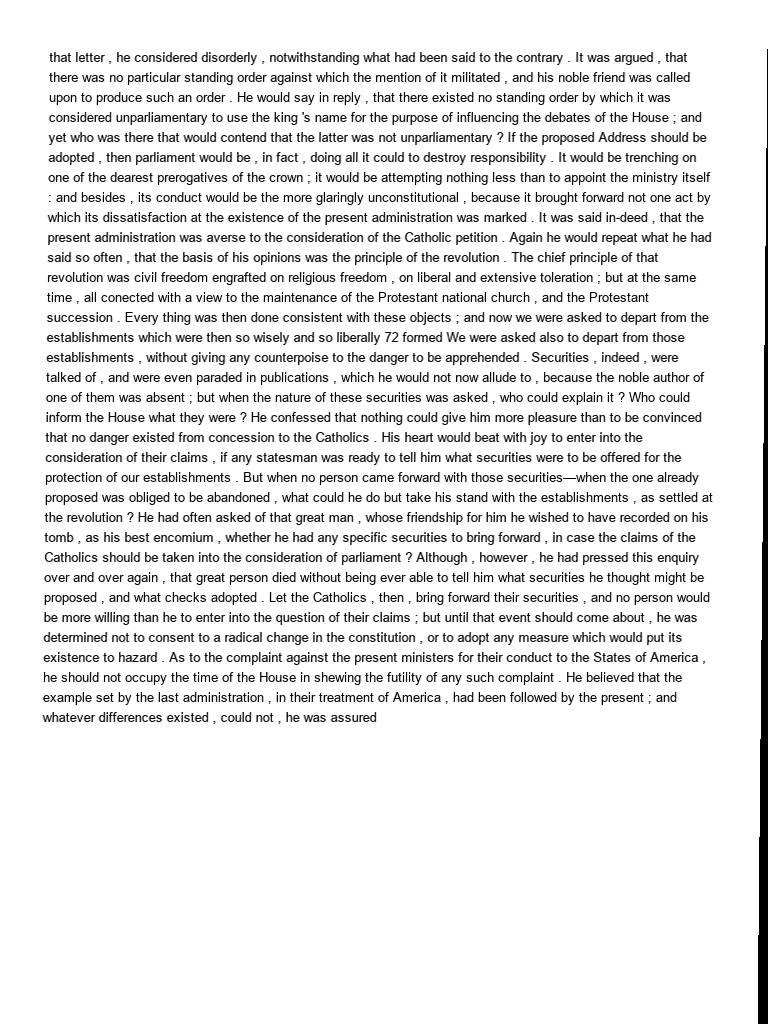 that letter , he considered disorderly , notwithstanding what had been said to the contrary . It was argued , that
there was no particular standing order against which the mention of it militated , and his noble friend was called
upon to produce such an order . He would say in reply , that there existed no standing order by which it was
considered unparliamentary to use the king 's name for the purpose of influencing the debates of the House ; and
yet who was there that would contend that the latter was not unparliamentary ? If the proposed Address should be
adopted , then parliament would be , in fact , doing all it could to destroy responsibility . It would be trenching on
one of the dearest prerogatives of the crown ; it would be attempting nothing less than to appoint the ministry itself
: and besides , its conduct would be the more glaringly unconstitutional , because it brought forward not one act by
which its dissatisfaction at the existence of the present administration was marked . It was said in-deed , that the
present administration was averse to the consideration of the Catholic petition . Again he would repeat what he had
said so often , that the basis of his opinions was the principle of the revolution . The chief principle of that
revolution was civil freedom engrafted on religious freedom , on liberal and extensive toleration ; but at the same
time , all conected with a view to the maintenance of the Protestant national church , and the Protestant
succession . Every thing was then done consistent with these objects ; and now we were asked to depart from the
establishments which were then so wisely and so liberally 72 formed We were asked also to depart from those
establishments , without giving any counterpoise to the danger to be apprehended . Securities , indeed , were
talked of , and were even paraded in publications , which he would not now allude to , because the noble author of
one of them was absent ; but when the nature of these securities was asked , who could explain it ? Who could
inform the House what they were ? He confessed that nothing could give him more pleasure than to be convinced
that no danger existed from concession to the Catholics . His heart would beat with joy to enter into the
consideration of their claims , if any statesman was ready to tell him what securities were to be offered for the
protection of our establishments . But when no person came forward with those securities—when the one already
proposed was obliged to be abandoned , what could he do but take his stand with the establishments , as settled at
the revolution ? He had often asked of that great man , whose friendship for him he wished to have recorded on his
tomb , as his best encomium , whether he had any specific securities to bring forward , in case the claims of the
Catholics should be taken into the consideration of parliament ? Although , however , he had pressed this enquiry
over and over again , that great person died without being ever able to tell him what securities he thought might be
proposed , and what checks adopted . Let the Catholics , then , bring forward their securities , and no person would
be more willing than he to enter into the question of their claims ; but until that event should come about , he was
determined not to consent to a radical change in the constitution , or to adopt any measure which would put its
existence to hazard . As to the complaint against the present ministers for their conduct to the States of America ,
he should not occupy the time of the House in shewing the futility of any such complaint . He believed that the
example set by the last administration , in their treatment of America , had been followed by the present ; and
whatever differences existed , could not , he was assured